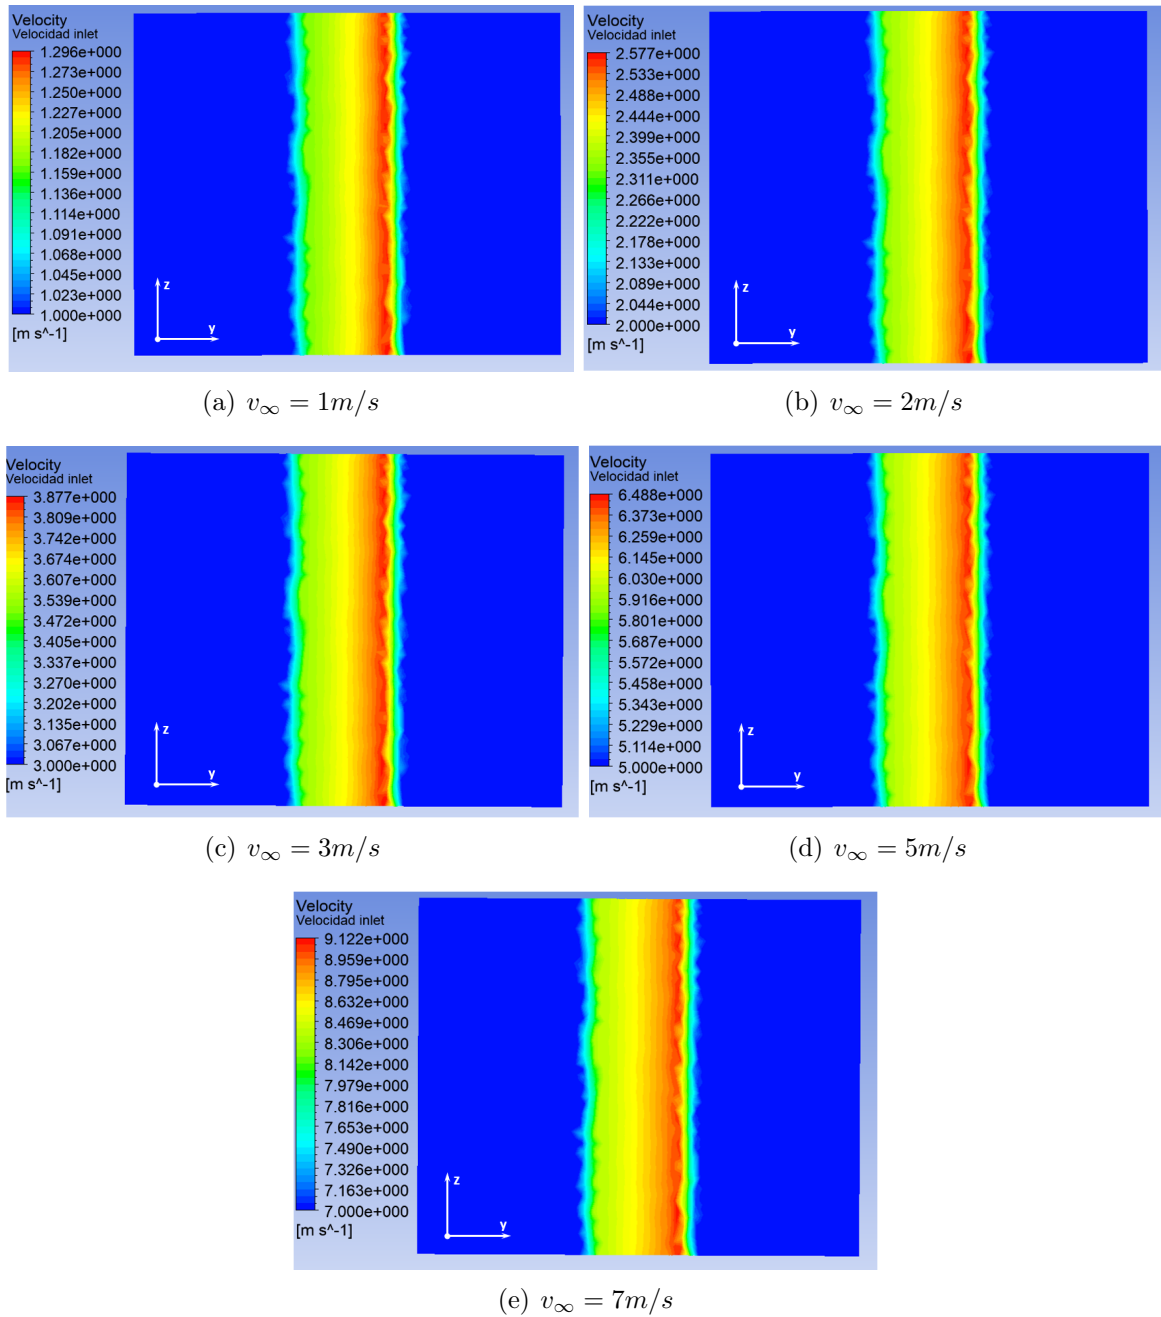 Velocity
Velocidad inlet
1.296e+000
1.273e+000
1.250e+000
1.227e+000
1.205e+000
1.182e+000
1.159e+000
1.136e+000
1.114e+000
1.091e+000
1.068e+000
1.045e+000
1.023e+000
1.000e+000
[m s^-1]
z
y
(a) v∞ = 1m/s
Velocity
Velocidad inlet
2.577e+000
2.533e+000
2.488e+000
2.444e+000
2.399e+000
2.355e+000
2.311e+000
2.266e+000
2.222e+000
2.178e+000
2.133e+000
2.089e+000
2.044e+000
2.000e+000
[m s^-1]
z
y
(b) v∞ = 2m/s
Velocity
Velocidad inlet
3.877e+000
3.809e+000
3.742e+000
3.674e+000
3.607e+000
3.539e+000
3.472e+000
3.405e+000
3.337e+000
3.270e+000
3.202e+000
3.135e+000
3.067e+000
3.000e+000
[m s^-1]
z
y
(c) v∞ = 3m/s
Velocity
Velocidad inlet
6.488e+000
6.373e+000
6.259e+000
6.145e+000
6.030e+000
5.916e+000
5.801e+000
5.687e+000
5.572e+000
5.458e+000
5.343e+000
5.229e+000
5.114e+000
5.000e+000
[m s^-1]
z
y
(d) v∞ = 5m/s
Velocity
Velocidad inlet
9.122e+000
8.959e+000
8.795e+000
8.632e+000
8.469e+000
8.306e+000
8.142e+000
7.979e+000
7.816e+000
7.653e+000
7.490e+000
7.326e+000
7.163e+000
7.000e+000
[m s^-1]
z
y
(e) v∞ = 7m/s